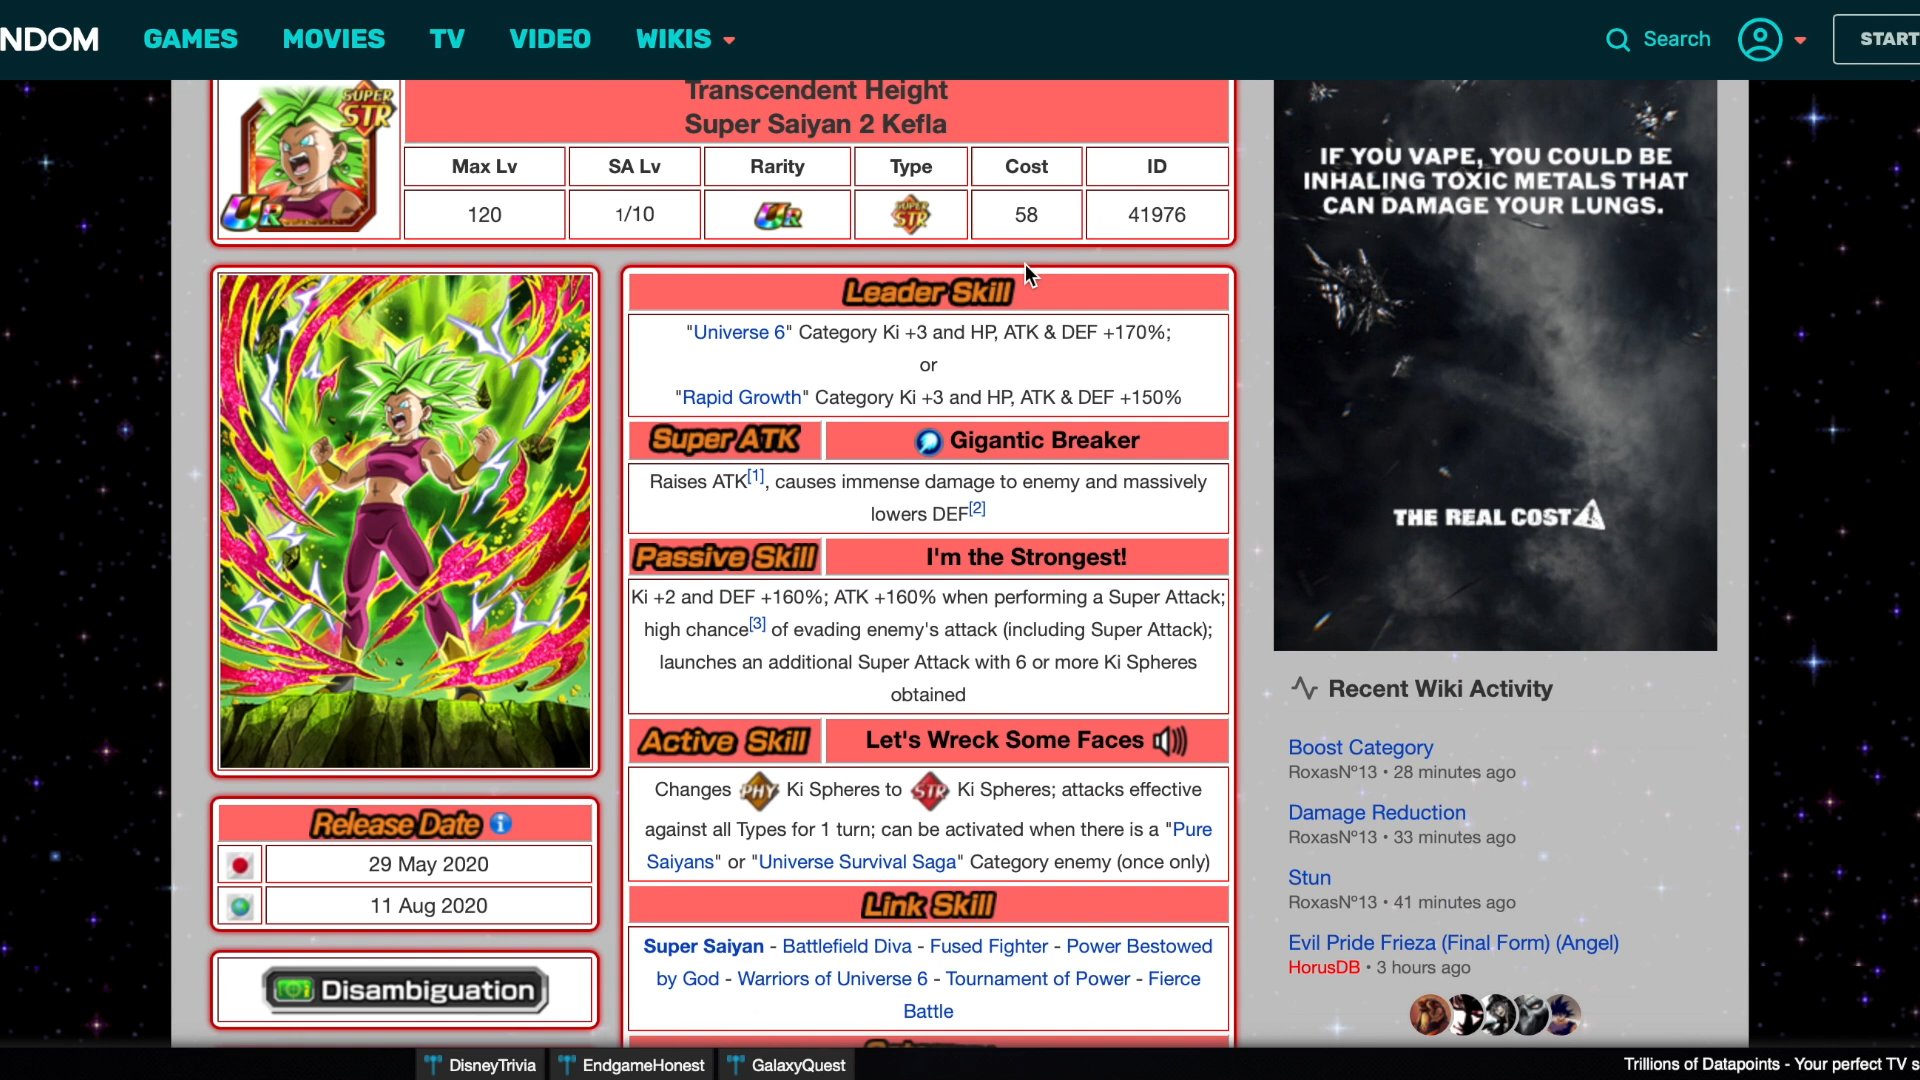 NDOM
GAMES
MOVIES
TV
VIDEO
WIKIS
Search
START
SUPER
STR
UR
Transcendent Height
Super Saiyan 2 Kefla
Max Lv
SA Lv
Rarity
Type
Cost
ID
120
1/10
UR
SUPER
STR
58
41976
Leader Skill
"Universe 6" Category Ki +3 and HP, ATK & DEF +170%;
or
"Rapid Growth" Category Ki +3 and HP, ATK & DEF +150%
Super ATK
Gigantic Breaker
Raises ATK[1], causes immense damage to enemy and massively
lowers DEF[2]
Passive Skill
I'm the Strongest!
Ki +2 and DEF +160%; ATK +160% when performing a Super Attack;
high chance[3] of evading enemy's attack (including Super Attack);
launches an additional Super Attack with 6 or more Ki Spheres
obtained
Active Skill
Let's Wreck Some Faces
Changes PHY Ki Spheres to STR Ki Spheres; attacks effective
against all Types for 1 turn; can be activated when there is a "Pure
Saiyans" or "Universe Survival Saga" Category enemy (once only)
Link Skill
Super Saiyan - Battlefield Diva - Fused Fighter - Power Bestowed
by God - Warriors of Universe 6 - Tournament of Power - Fierce
Battle
Release Date
29 May 2020
11 Aug 2020
Disambiguation
IF YOU VAPE, YOU COULD BE
INHALING TOXIC METALS THAT
CAN DAMAGE YOUR LUNGS.
THE REAL COST
Recent Wiki Activity
Boost Category
RoxasNº13 • 28 minutes ago
Damage Reduction
RoxasNº13 • 33 minutes ago
Stun
RoxasNº13 • 41 minutes ago
Evil Pride Frieza (Final Form) (Angel)
HorusDB • 3 hours ago
DisneyTrivia
EndgameHonest
GalaxyQuest
Trillions of Datapoints - Your perfect TV s